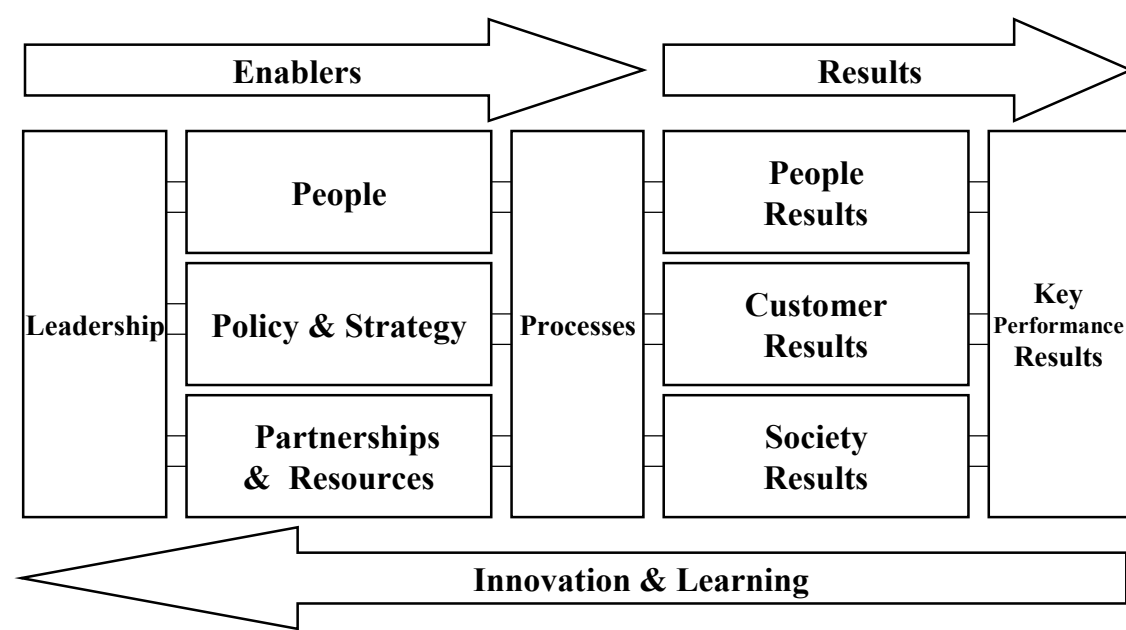 Enablers
Results
Leadership
People
Policy & Strategy
Partnerships
& Resources
Processes
People
Results
Customer
Results
Society
Results
Key
Performance
Results
Innovation & Learning